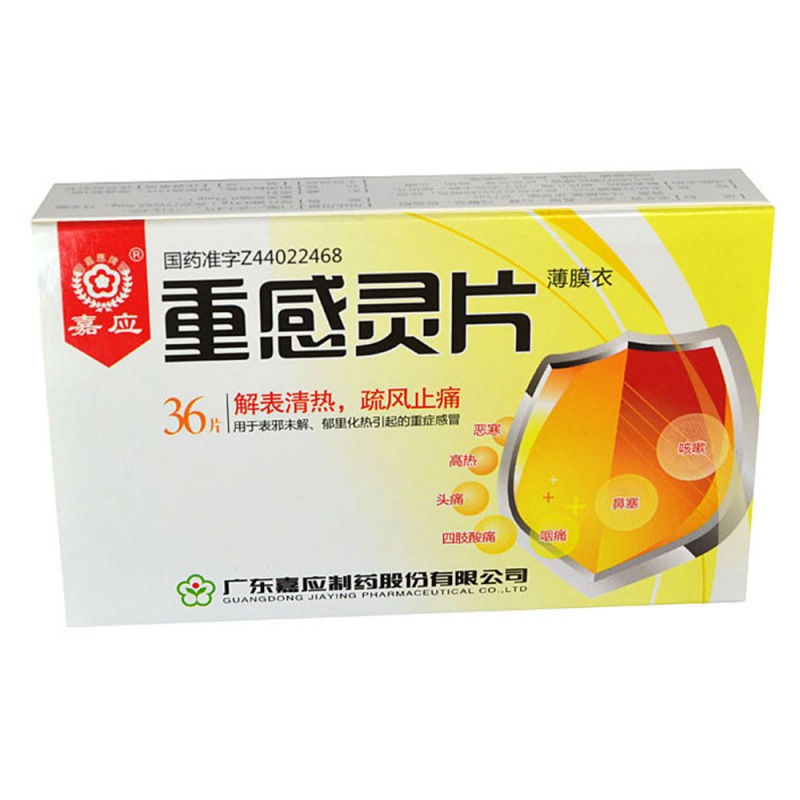 国药准字Z44022468
嘉应牌
®
嘉应
重感灵片
薄膜衣
36片
解表清热，疏风止痛
用于表邪未解、郁里化热引起的重症感冒
恶寒
高热
头痛
四肢酸痛
咽痛
鼻塞
咳嗽
广东嘉应制药股份有限公司
GUANGDONG JIAYING PHARMACEUTICAL CO.,LTD